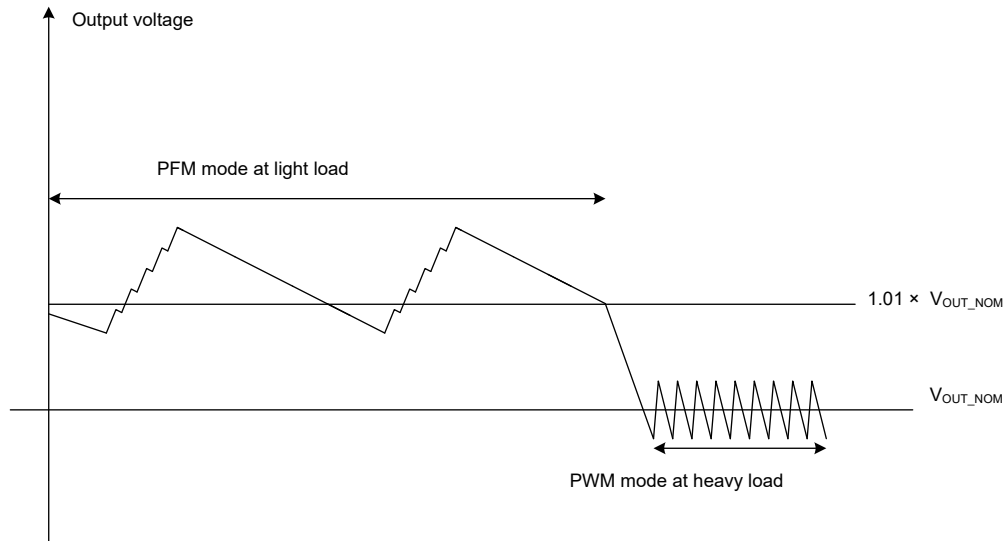 Output voltage
PFM mode at light load
1.01 × VOUT_NOM
VOUT_NOM
PWM mode at heavy load